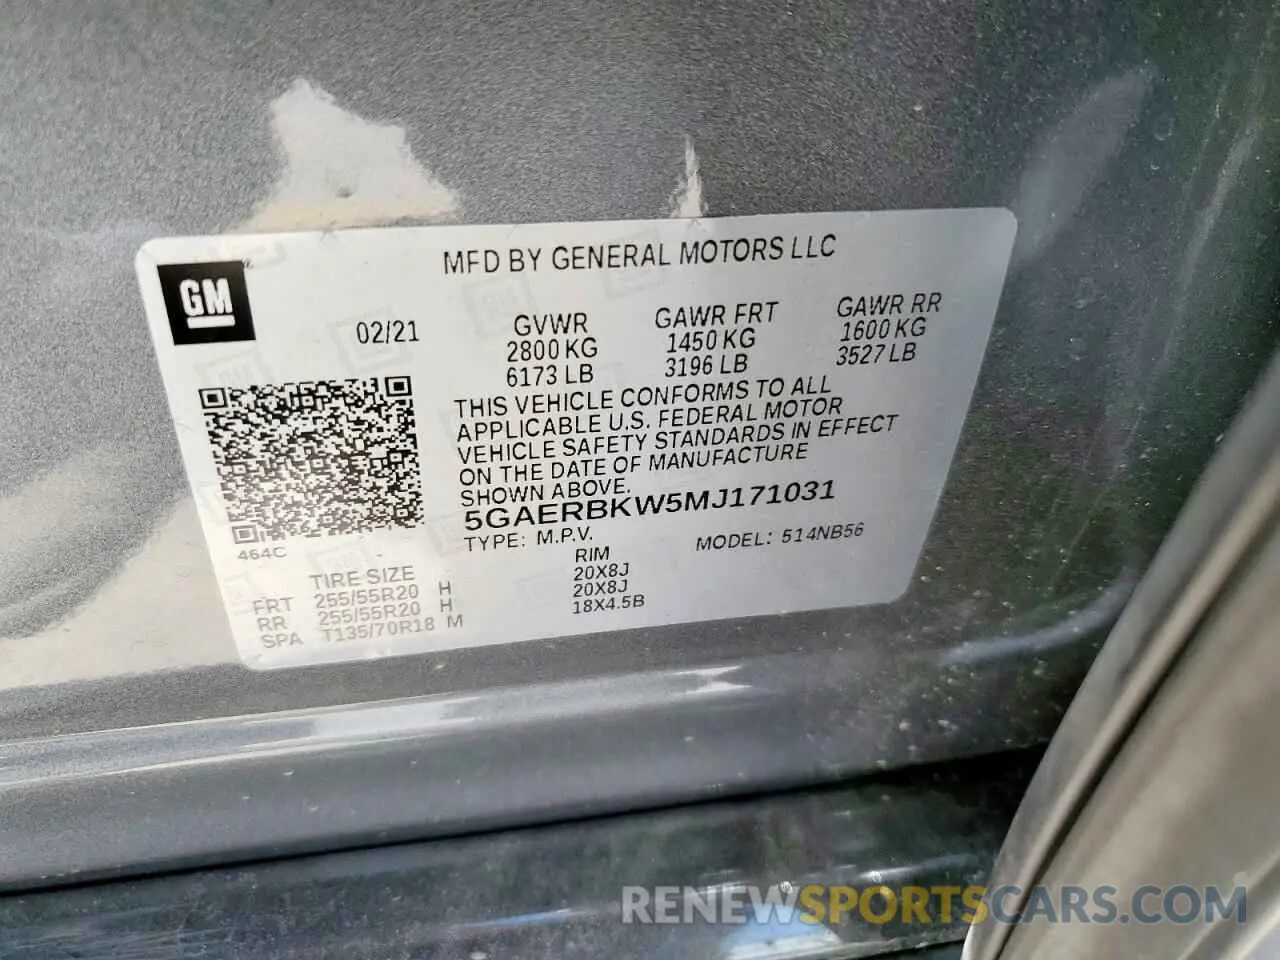 MFD BY GENERAL MOTORS LLC
GM
02/21
GVWR
2800 KG
6173 LB
GAWR FRT
1450 KG
3196 LB
GAWR RR
1600 KG
3527 LB
THIS VEHICLE CONFORMS TO ALL
APPLICABLE U.S. FEDERAL MOTOR
VEHICLE SAFETY STANDARDS IN EFFECT
ON THE DATE OF MANUFACTURE
SHOWN ABOVE.
5GAERBKW5MJ171031
TYPE: M.P.V. MODEL: 514NB56
464C
TIRE SIZE RIM
FRT 255/55R20 H 20X8J
RR 255/55R20 H 20X8J
SPA T135/70R18 M 18X4.5B
RENEWSPORTSCARS.COM